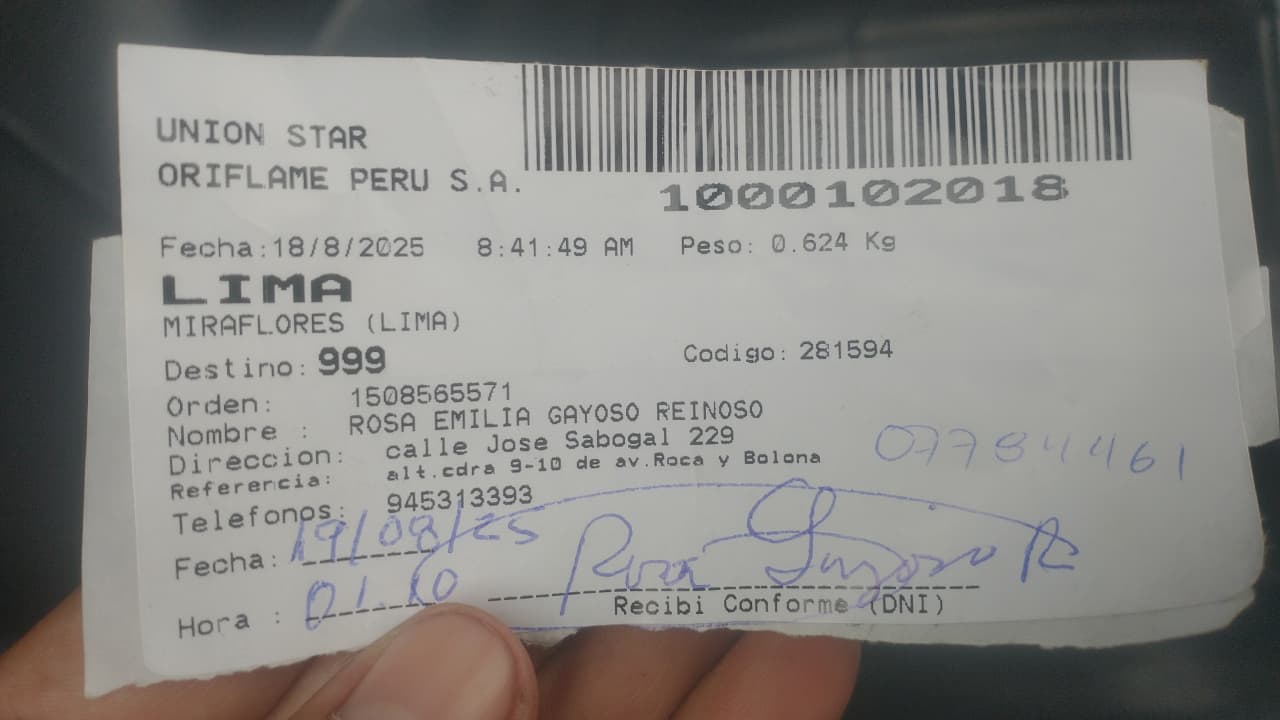 UNION STAR
ORIFLAME PERU S.A.
1000102018
Fecha:18/8/2025 8:41:49 AM Peso: 0.624 Kg
LIMA
MIRAFLORES (LIMA)
Destino: 999 Codigo: 281594
Orden: 1508565571
Nombre : ROSA EMILIA GAYOSO REINOSO
Direccion: calle Jose Sabogal 229
Referencia: alt.cdra 9-10 de av.Roca y Bolona
07784461
Telefonos: 945313393
Fecha: 19/08/25
Rosa Gayoso R
Hora : 01.10
Recibi Conforme (DNI)